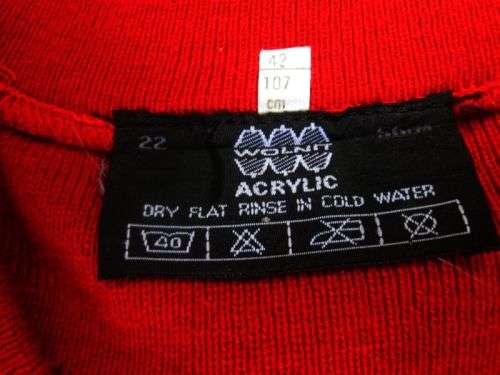 42
107
cm
22
WOLNIT
ACRYLIC
DRY FLAT RINSE IN COLD WATER
40